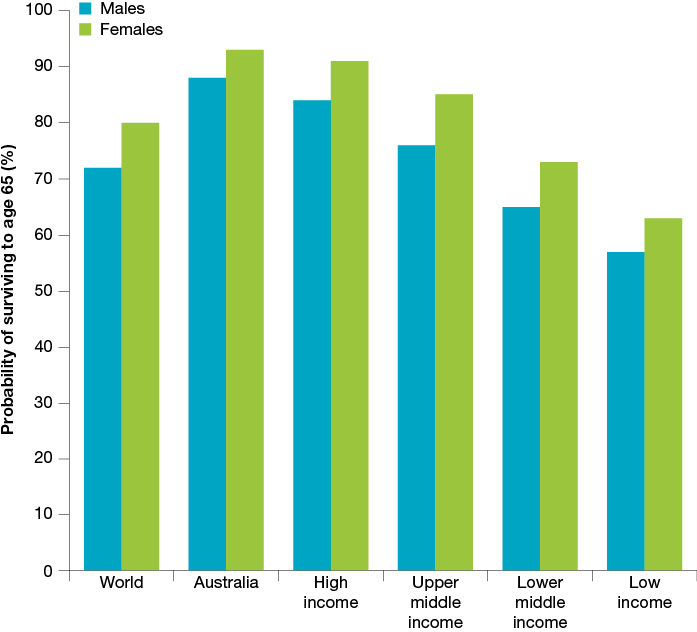 Males
Females
Probability of surviving to age 65 (%)
100
90
80
70
60
50
40
30
20
10
0
World
Australia
High
income
Upper
middle
income
Lower
middle
income
Low
income